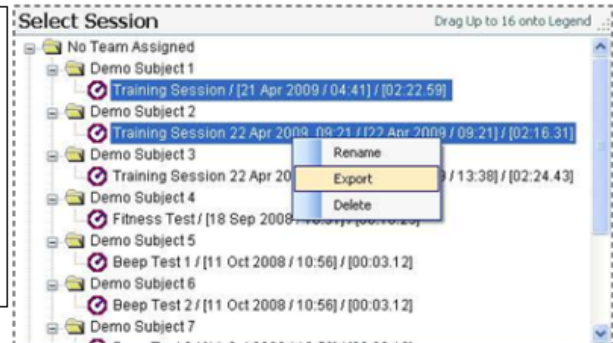 Select Session
Drag Up to 16 onto Legend
No Team Assigned
Demo Subject 1
Training Session / [21 Apr 2009 / 04:41] / [02:22.59]
Demo Subject 2
Training Session 22 Apr 2009 09:21 / [22 Apr 2009 / 09:21] / [02:16.31]
Rename
Demo Subject 3
Training Session 22 Apr 20 / 13:38] / [02:24.43]
Export
Demo Subject 4
Delete
Fitness Test / [18 Sep 2008
Demo Subject 5
Beep Test 1 / [11 Oct 2008 / 10:56] / [00:03.12]
Demo Subject 6
Beep Test 2 / [11 Oct 2008 / 10:56] / [00:03.12]
Demo Subject 7